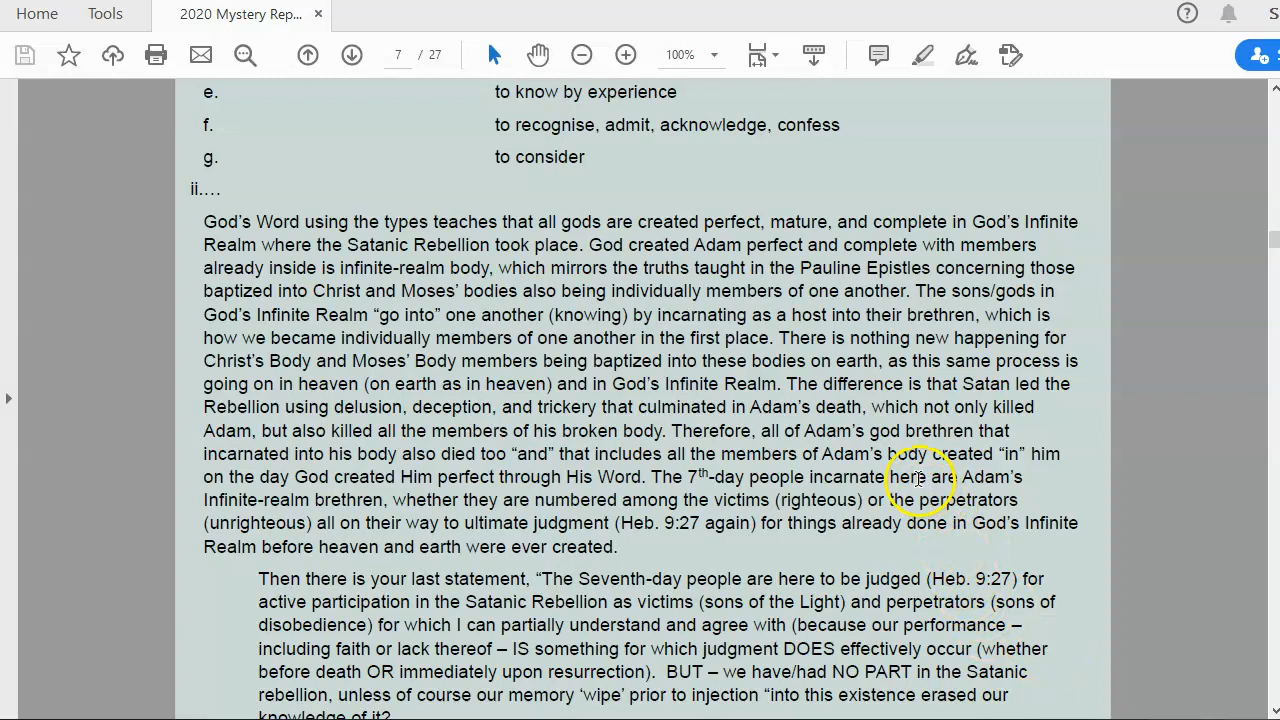 Home Tools 2020 Mystery Rep... ×
7 / 27 100%
e. to know by experience
f. to recognise, admit, acknowledge, confess
g. to consider
ii.…
God’s Word using the types teaches that all gods are created perfect, mature, and complete in God’s Infinite
Realm where the Satanic Rebellion took place. God created Adam perfect and complete with members
already inside is infinite-realm body, which mirrors the truths taught in the Pauline Epistles concerning those
baptized into Christ and Moses’ bodies also being individually members of one another. The sons/gods in
God’s Infinite Realm “go into” one another (knowing) by incarnating as a host into their brethren, which is
how we became individually members of one another in the first place. There is nothing new happening for
Christ’s Body and Moses’ Body members being baptized into these bodies on earth, as this same process is
going on in heaven (on earth as in heaven) and in God’s Infinite Realm. The difference is that Satan led the
Rebellion using delusion, deception, and trickery that culminated in Adam’s death, which not only killed
Adam, but also killed all the members of his broken body. Therefore, all of Adam’s god brethren that
incarnated into his body also died too “and” that includes all the members of Adam’s body created “in” him
on the day God created Him perfect through His Word. The 7th-day people incarnate here are Adam’s
Infinite-realm brethren, whether they are numbered among the victims (righteous) or the perpetrators
(unrighteous) all on their way to ultimate judgment (Heb. 9:27 again) for things already done in God’s Infinite
Realm before heaven and earth were ever created.
Then there is your last statement, “The Seventh-day people are here to be judged (Heb. 9:27) for
active participation in the Satanic Rebellion as victims (sons of the Light) and perpetrators (sons of
disobedience) for which I can partially understand and agree with (because our performance –
including faith or lack thereof – IS something for which judgment DOES effectively occur (whether
before death OR immediately upon resurrection). BUT – we have/had NO PART in the Satanic
rebellion, unless of course our memory ‘wipe’ prior to injection “into this existence erased our
knowledge of it?